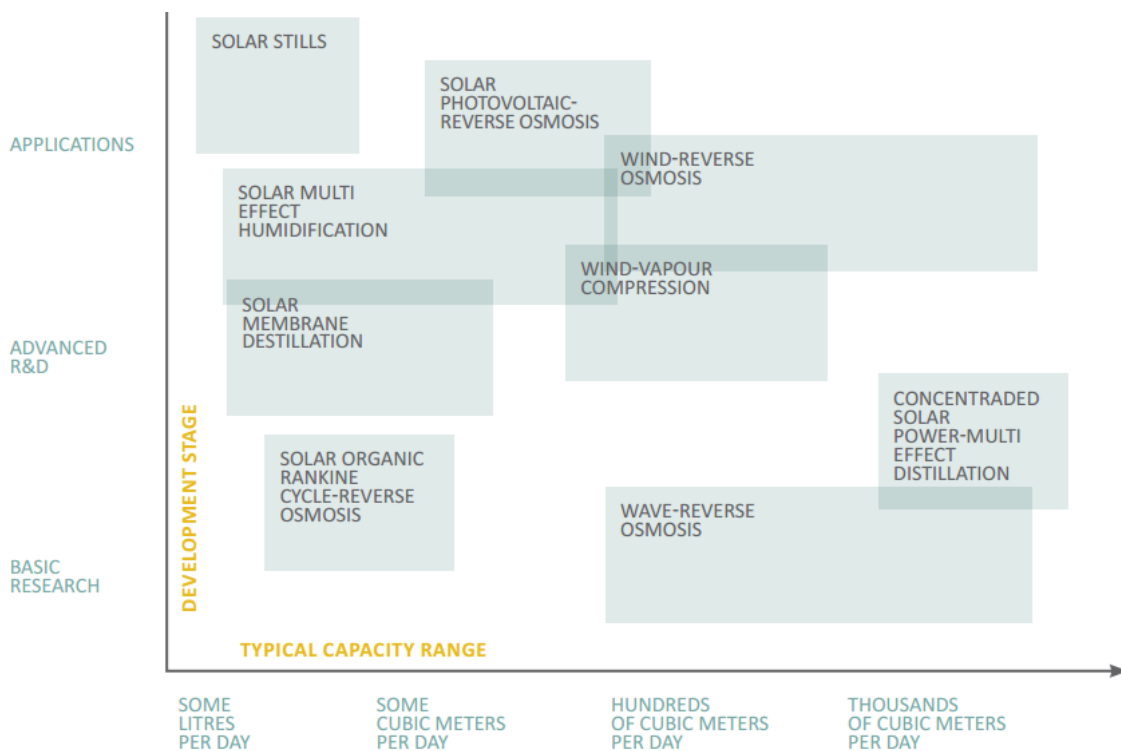 SOLAR STILLS
SOLAR
PHOTOVOLTAIC-
REVERSE OSMOSIS
APPLICATIONS
WIND-REVERSE
OSMOSIS
SOLAR MULTI
EFFECT
HUMIDIFICATION
WIND-VAPOUR
COMPRESSION
SOLAR
MEMBRANE
DESTILLATION
ADVANCED
R&D
CONCENTRADED
SOLAR
POWER-MULTI
EFFECT
DISTILLATION
DEVELOPMENT STAGE
SOLAR ORGANIC
RANKINE
CYCLE-REVERSE
OSMOSIS
WAVE-REVERSE
OSMOSIS
BASIC
RESEARCH
TYPICAL CAPACITY RANGE
SOME
LITRES
PER DAY
SOME
CUBIC METERS
PER DAY
HUNDREDS
OF CUBIC METERS
PER DAY
THOUSANDS
OF CUBIC METERS
PER DAY